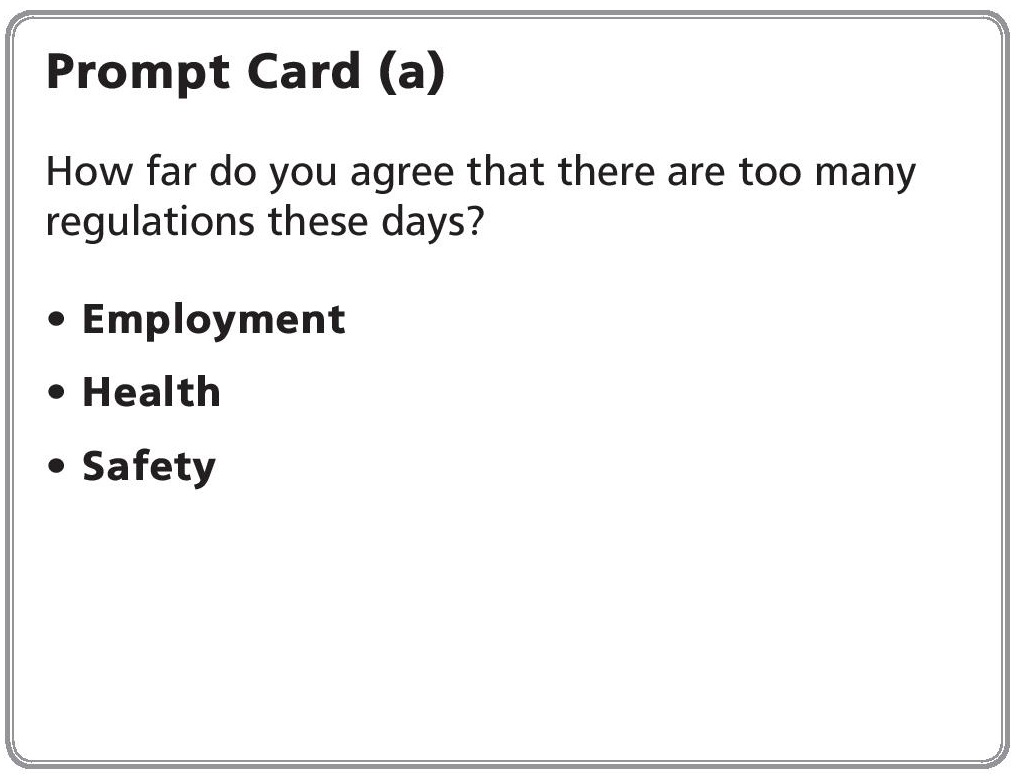 Prompt Card (a)
How far do you agree that there are too many
regulations these days?
• Employment
• Health
• Safety